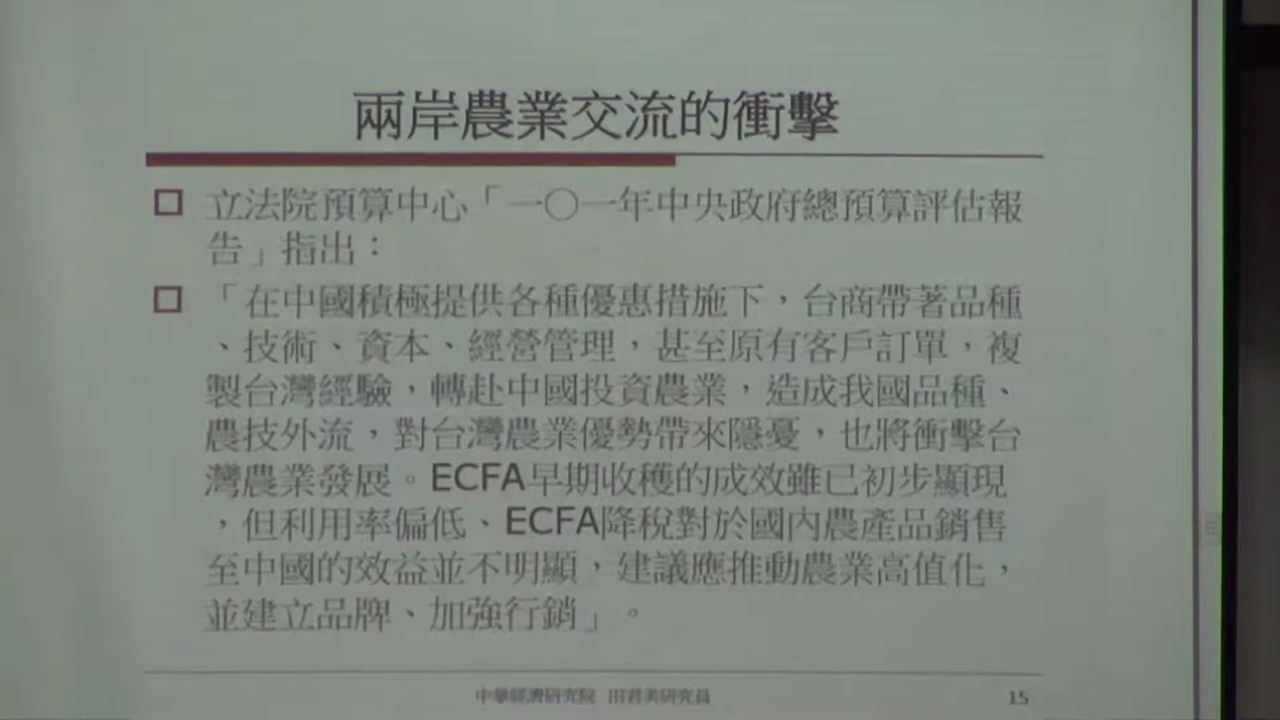 兩岸農業交流的衝擊
立法院預算中心「一〇一年中央政府總預算評估報
告」指出：
「在中國積極提供各種優惠措施下，台商帶著品種
、技術、資本、經營管理，甚至原有客戶訂單，複
製台灣經驗，轉赴中國投資農業，造成我國品種、
農技外流，對台灣農業優勢帶來隱憂，也將衝擊台
灣農業發展。ECFA早期收穫的成效雖已初步顯現
，但利用率偏低、ECFA降稅對於國內農產品銷售
至中國的效益並不明顯，建議應推動農業高值化，
並建立品牌、加強行銷」。
中華經濟研究院 田君美研究員
15